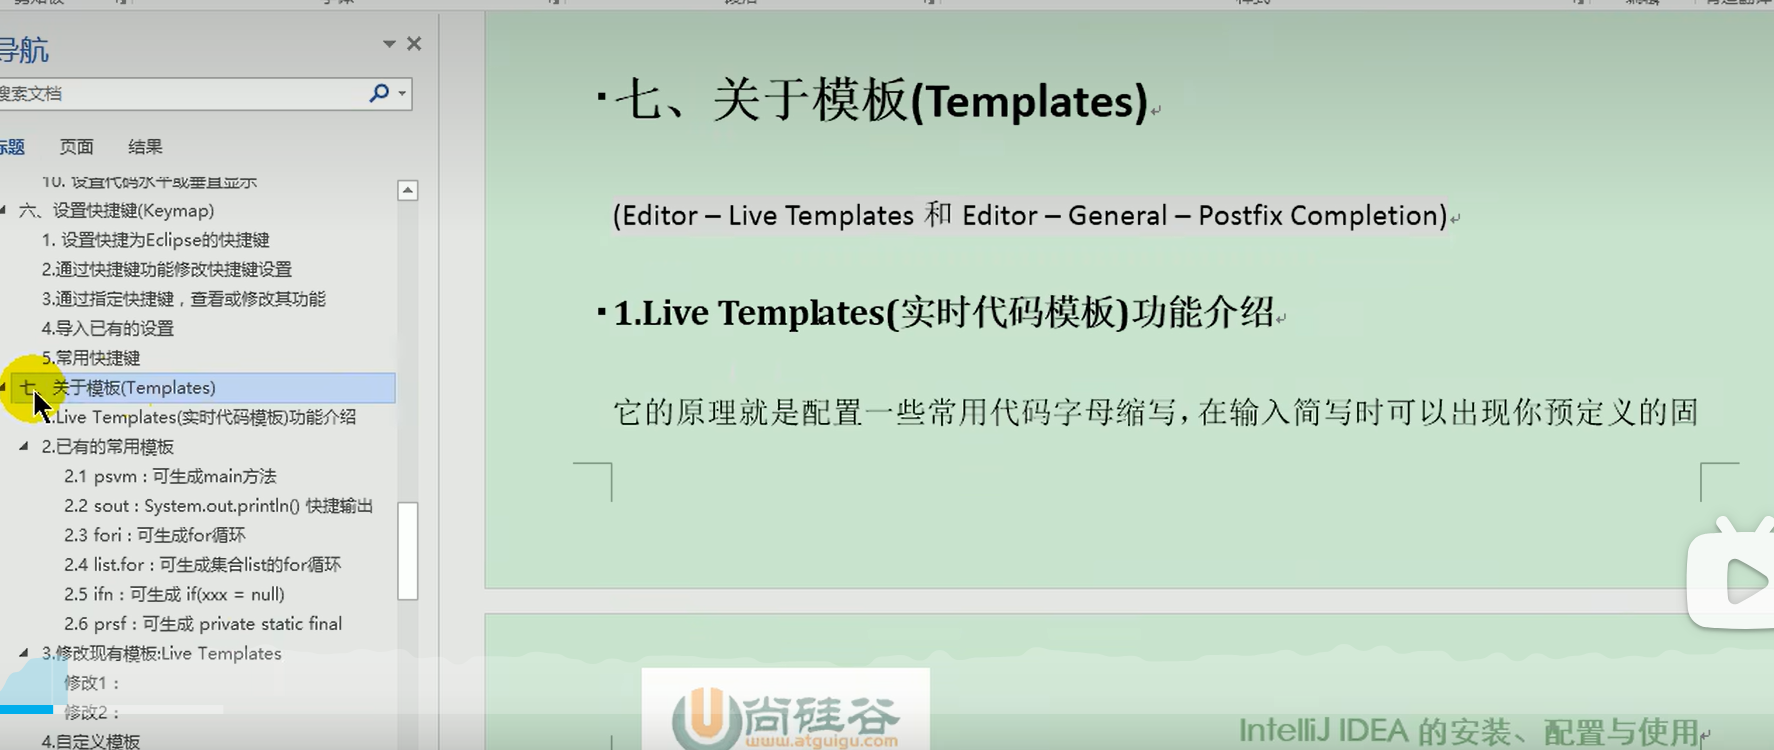 导航
搜索文档
标题 页面 结果
10. 设置代码水平或垂直显示
六、设置快捷键(Keymap)
1. 设置快捷为Eclipse的快捷键
2.通过快捷键功能修改快捷键设置
3.通过指定快捷键，查看或修改其功能
4.导入已有的设置
5.常用快捷键
七、关于模板(Templates)
.Live Templates(实时代码模板)功能介绍
2.已有的常用模板
2.1 psvm : 可生成main方法
2.2 sout : System.out.println() 快捷输出
2.3 fori : 可生成for循环
2.4 list.for : 可生成集合list的for循环
2.5 ifn : 可生成 if(xxx = null)
2.6 prsf : 可生成 private static final
3.修改现有模板:Live Templates
修改1 :
修改2 :
4.自定义模板
七、关于模板(Templates)
(Editor – Live Templates 和 Editor – General – Postfix Completion)
1.Live Templates(实时代码模板)功能介绍
它的原理就是配置一些常用代码字母缩写,在输入简写时可以出现你预定义的固
尚硅谷
www.atguigu.com
IntelliJ IDEA 的安装、配置与使用